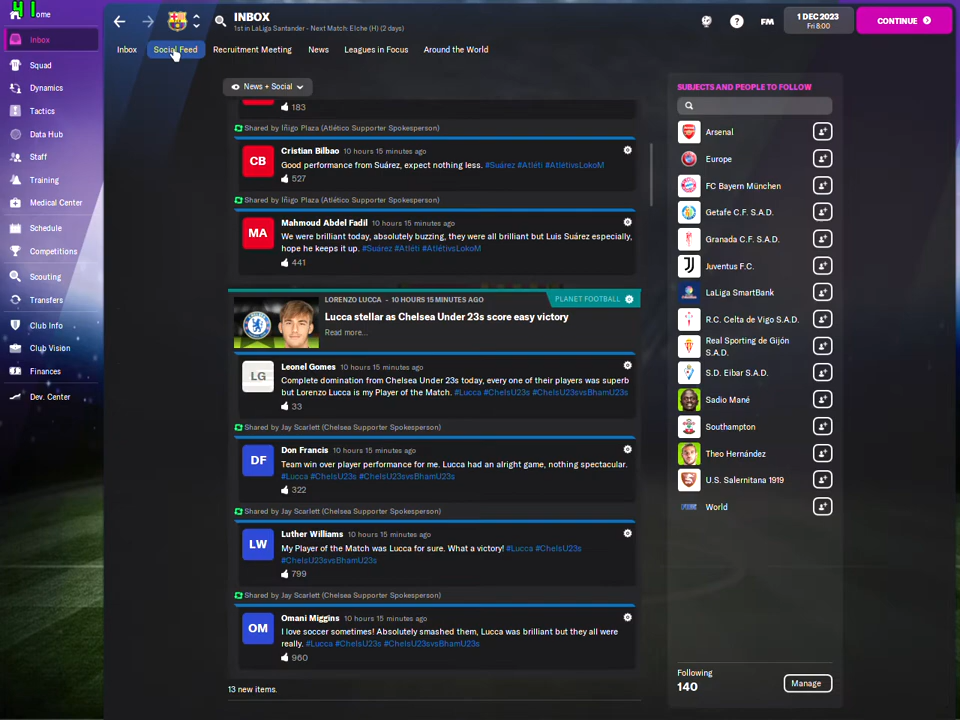 41
ome
Inbox
Squad
Dynamics
Tactics
Data Hub
Staff
Training
Medical Center
Schedule
Competitions
Scouting
Transfers
Club Info
Club Vision
Finances
Dev. Center
INBOX
1st in LaLiga Santander - Next Match: Elche (H) (2 days)
?
FM
1 DEC 2023
Fri 8:00
CONTINUE
Inbox
Social Feed
Recruitment Meeting
News
Leagues in Focus
Around the World
News + Social
183
Shared by Iñigo Plaza (Atlético Supporter Spokesperson)
CB
Cristian Bilbao 10 hours 15 minutes ago
Good performance from Suárez, expect nothing less. #Suárez #Atléti #AtlétivsLokoM
527
Shared by Iñigo Plaza (Atlético Supporter Spokesperson)
MA
Mahmoud Abdel Fadil 10 hours 15 minutes ago
We were brilliant today, absolutely buzzing, they were all brilliant but Luis Suárez especially,
hope he keeps it up. #Suárez #Atléti #AtlétivsLokoM
441
LORENZO LUCCA - 10 HOURS 15 MINUTES AGO
PLANET FOOTBALL
Lucca stellar as Chelsea Under 23s score easy victory
Read more...
LG
Leonel Gomes 10 hours 15 minutes ago
Complete domination from Chelsea Under 23s today, every one of their players was superb
but Lorenzo Lucca is my Player of the Match. #Lucca #ChelsU23s #ChelsU23svsBhamU23s
33
Shared by Jay Scarlett (Chelsea Supporter Spokesperson)
DF
Don Francis 10 hours 15 minutes ago
Team win over player performance for me. Lucca had an alright game, nothing spectacular.
#Lucca #ChelsU23s #ChelsU23svsBhamU23s
322
Shared by Jay Scarlett (Chelsea Supporter Spokesperson)
LW
Luther Williams 10 hours 15 minutes ago
My Player of the Match was Lucca for sure. What a victory! #Lucca #ChelsU23s
#ChelsU23svsBhamU23s
799
Shared by Jay Scarlett (Chelsea Supporter Spokesperson)
OM
Omani Miggins 10 hours 15 minutes ago
I love soccer sometimes! Absolutely smashed them, Lucca was brilliant but they all were
really. #Lucca #ChelsU23s #ChelsU23svsBhamU23s
960
13 new items.
SUBJECTS AND PEOPLE TO FOLLOW
Arsenal
Europe
FC Bayern München
Getafe C.F. S.A.D.
Granada C.F. S.A.D.
Juventus F.C.
LaLiga SmartBank
R.C. Celta de Vigo S.A.D.
Real Sporting de Gijón
S.A.D.
S.D. Eibar S.A.D.
Sadio Mané
Southampton
Theo Hernández
U.S. Salernitana 1919
World
Following
140
Manage